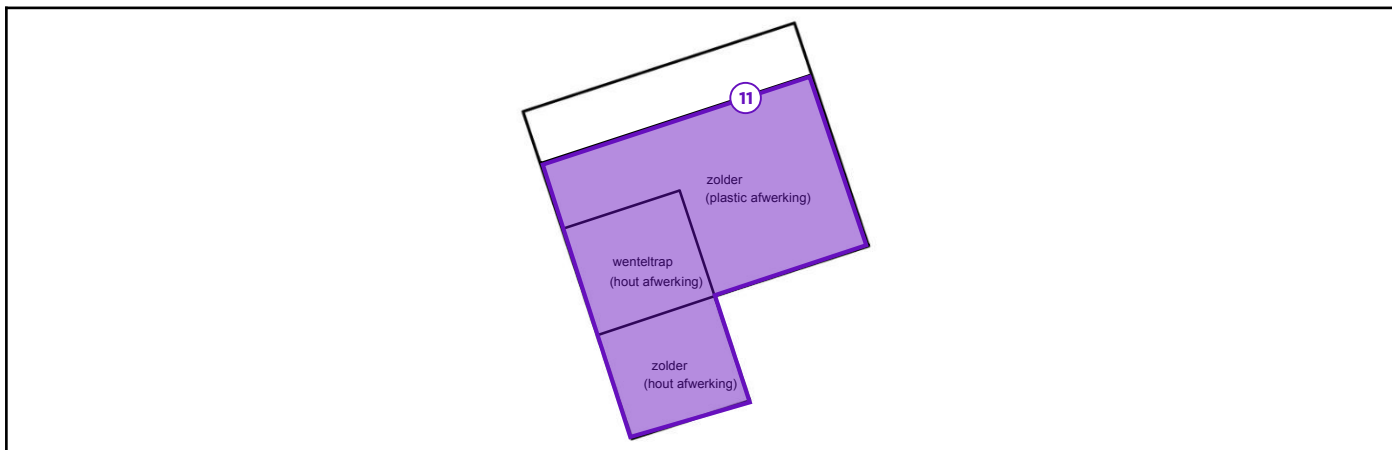 11
zolder
(plastic afwerking)
wenteltrap
(hout afwerking)
zolder
(hout afwerking)